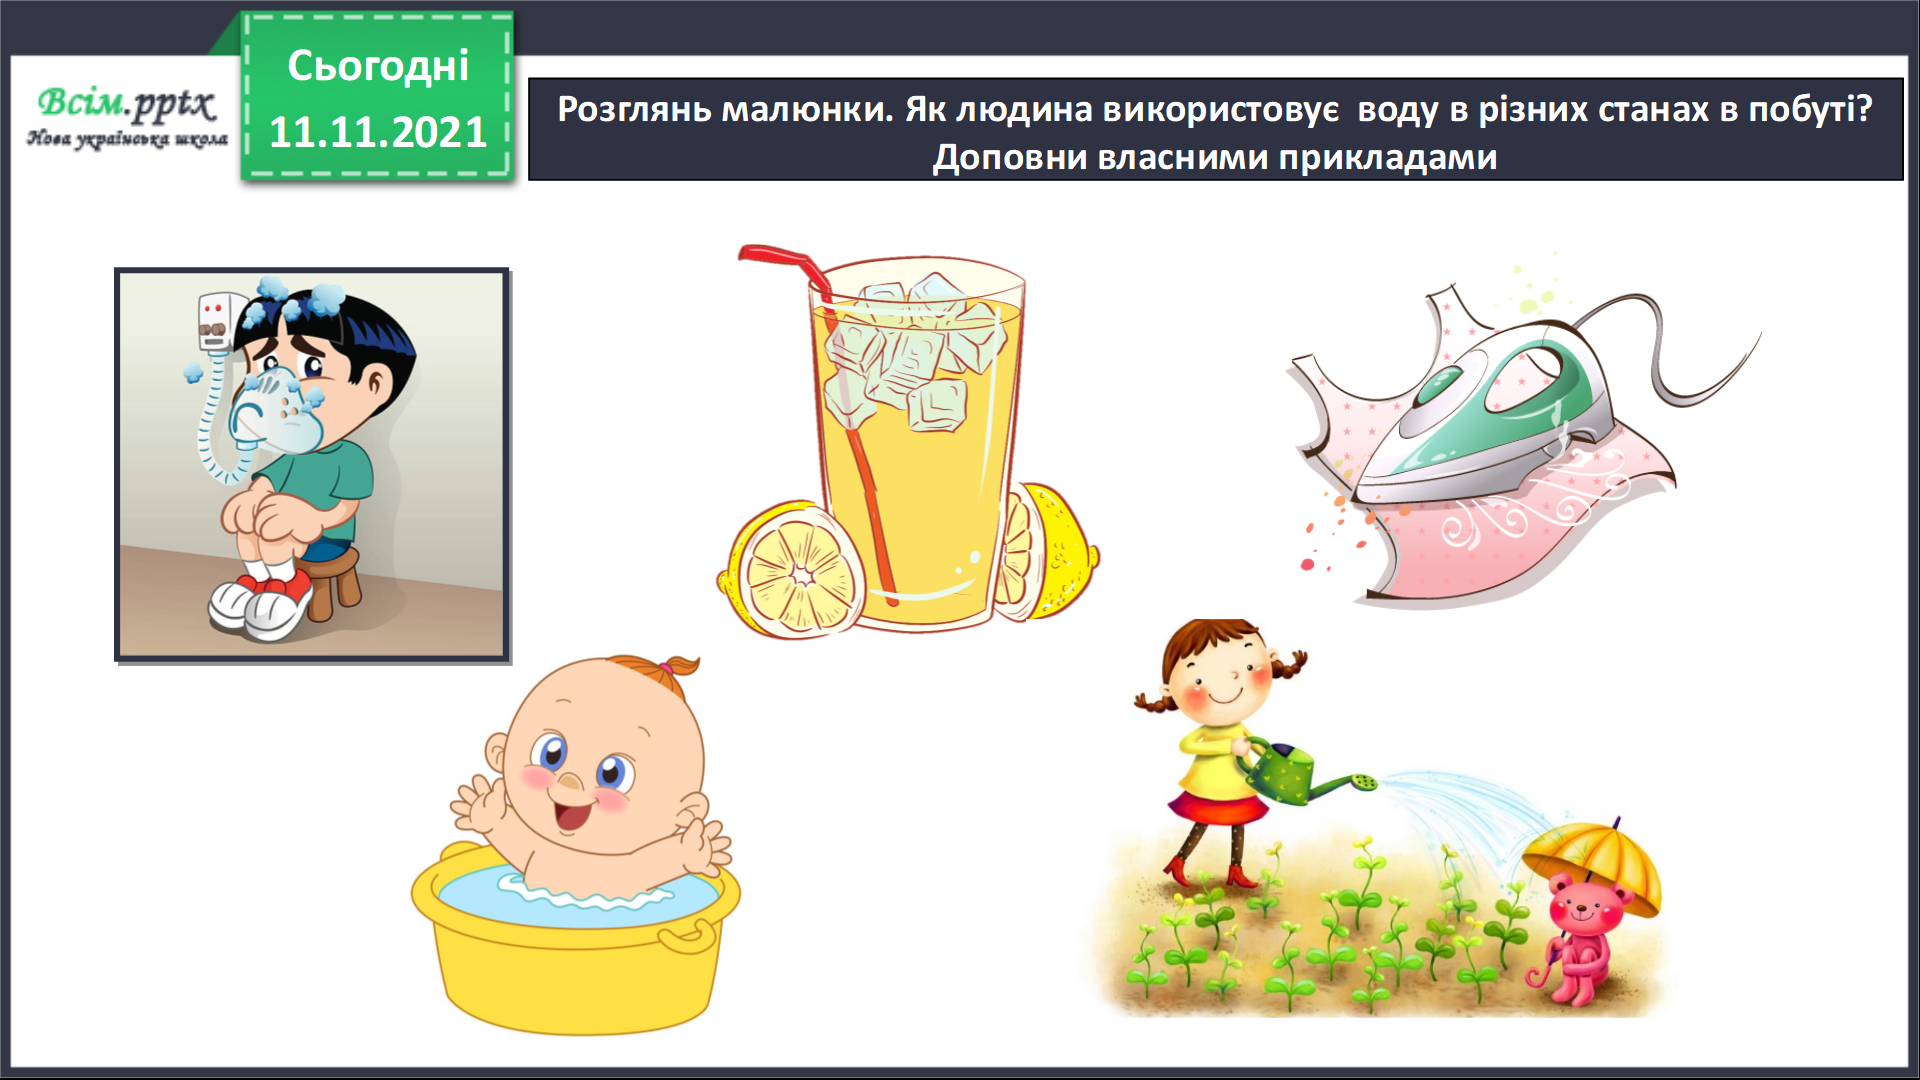 Сьогодні
11.11.2021
Всім.pptx
Нова українська школа
Розглянь малюнки. Як людина використовує воду в різних станах в побуті?
Доповни власними прикладами